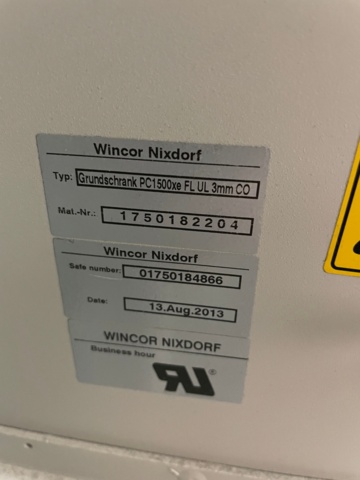 Wincor Nixdorf
Typ: Grundschrank PC1500xe FL UL 3mm CO
Mat.-Nr.: 1750182204
Wincor Nixdorf
Safe number: 01750184866
Date: 13.Aug.2013
WINCOR NIXDORF
Business hour
RU®